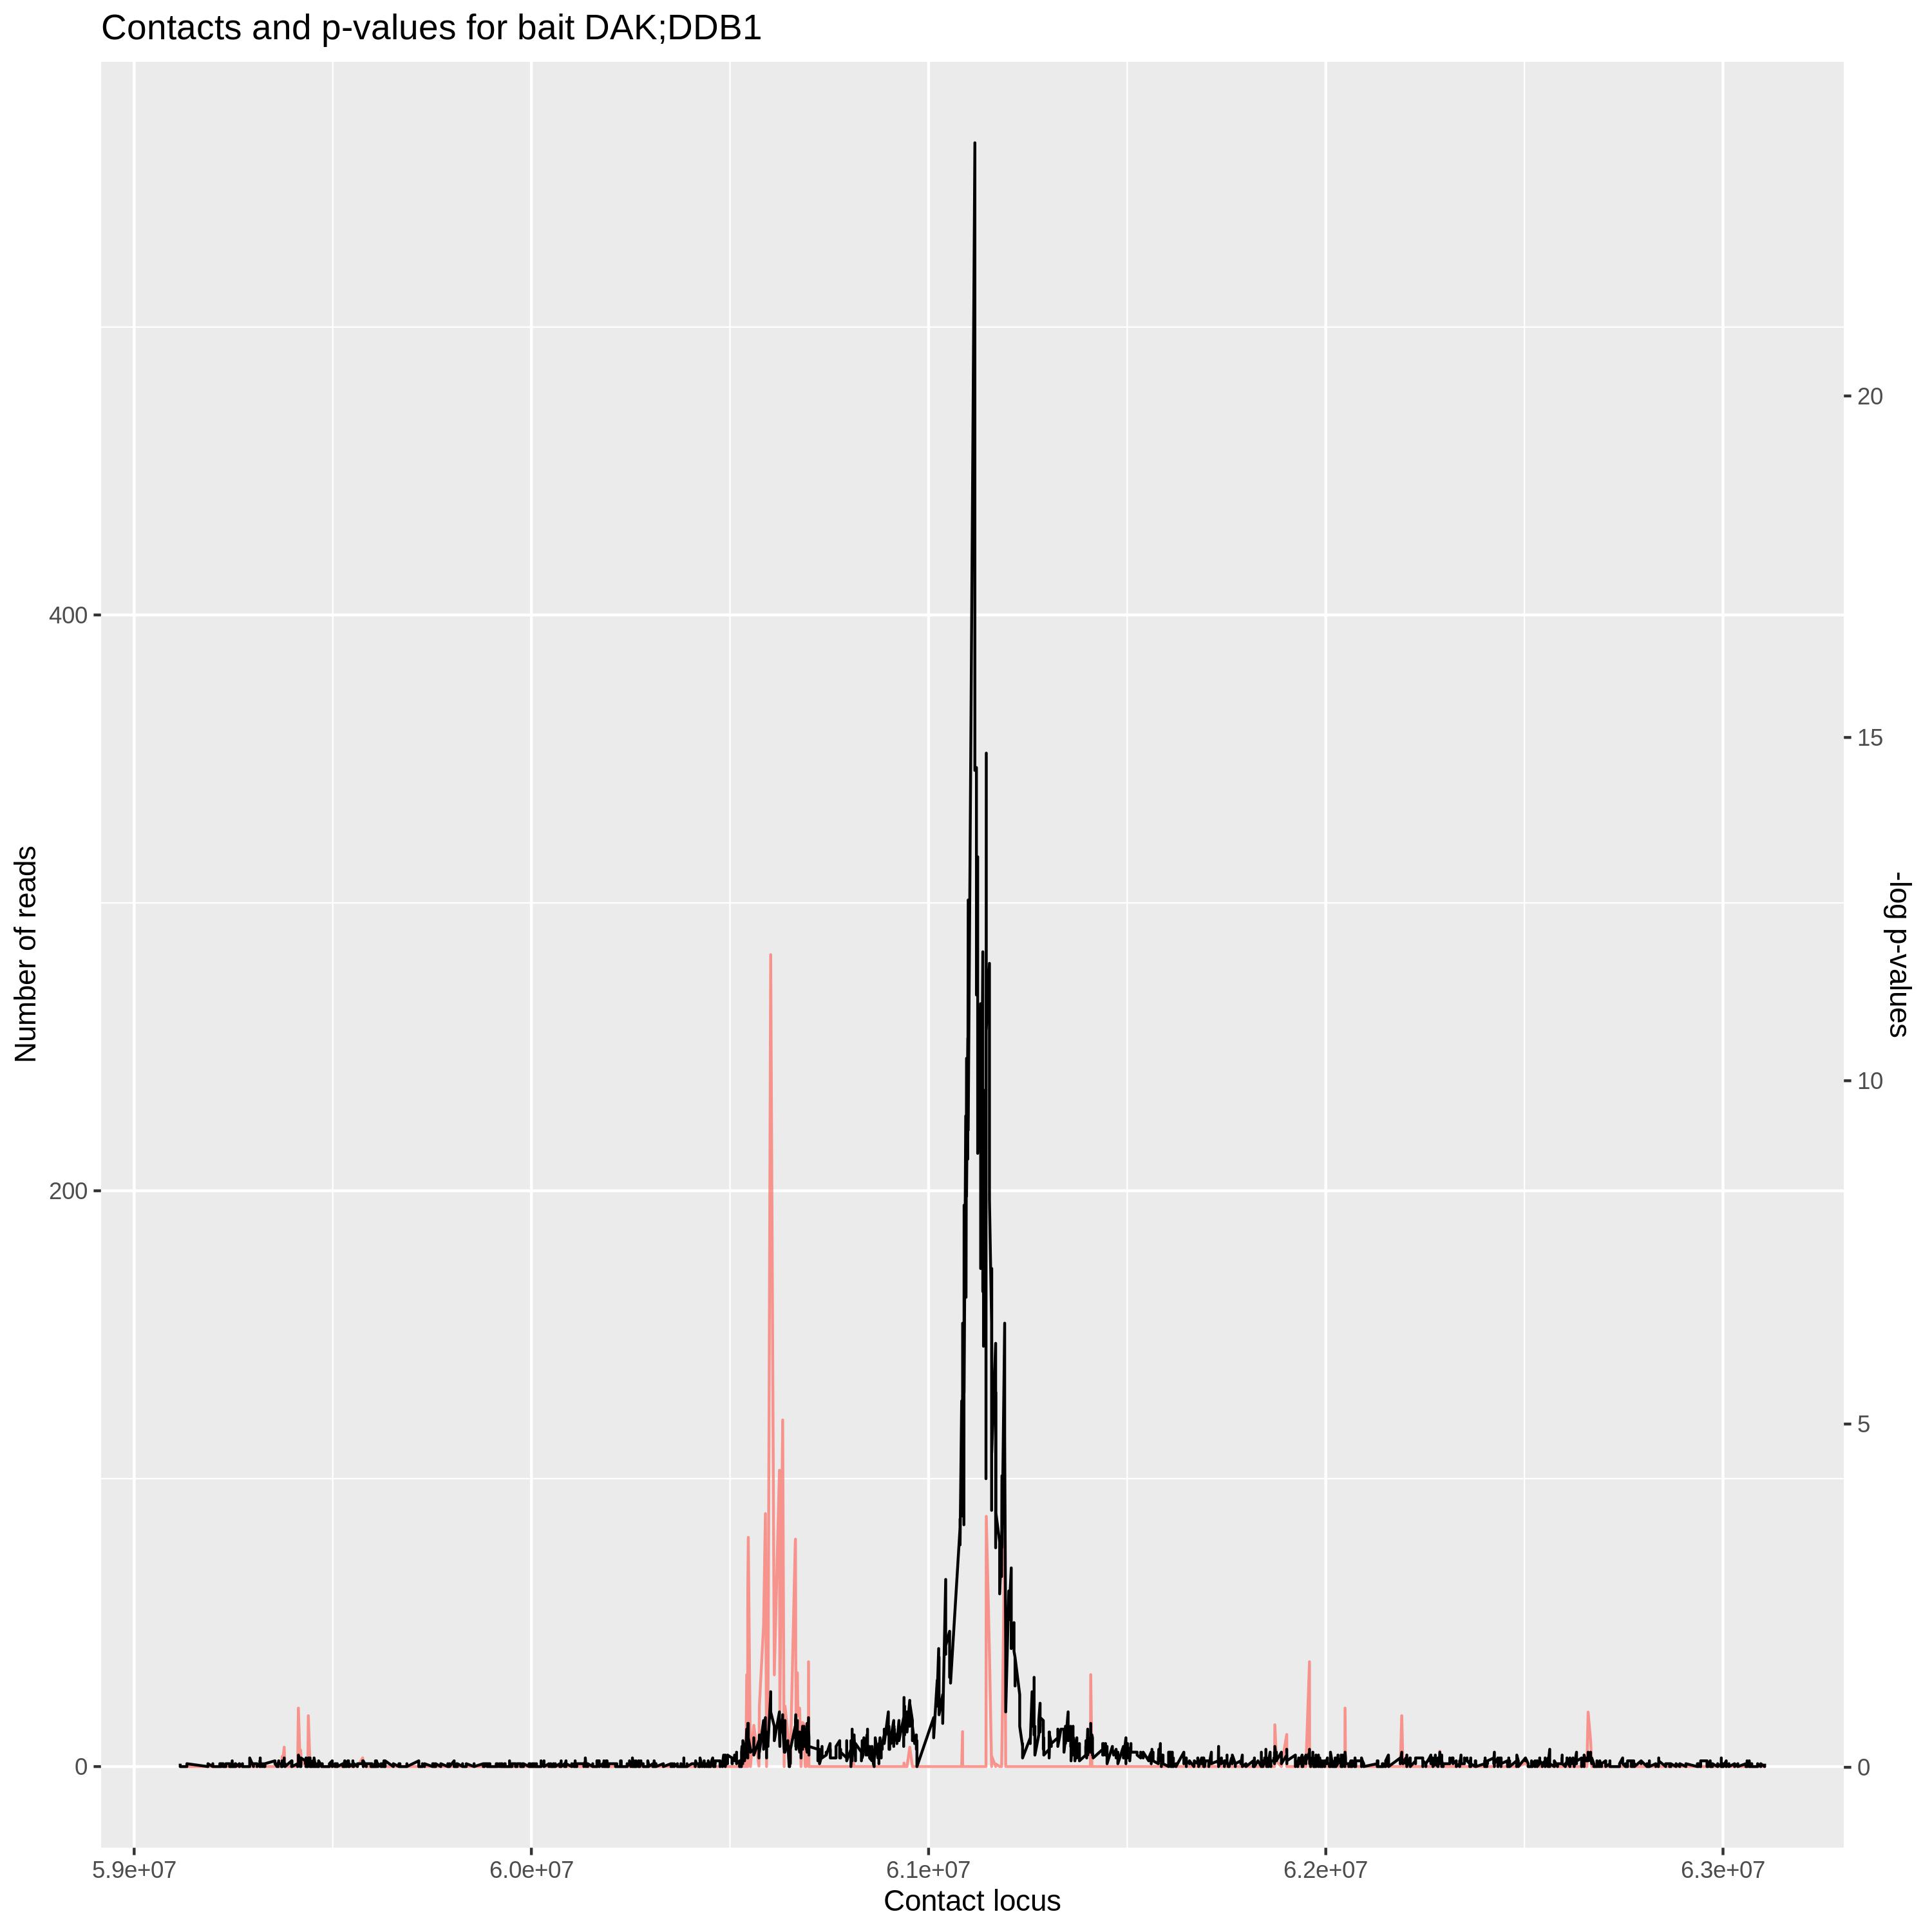 Contacts and p-values for bait DAK;DDB1
Number of reads
400
200
0
20
15
10
5
0
-log p-values
5.9e+07
6.0e+07
6.1e+07
6.2e+07
6.3e+07
Contact locus